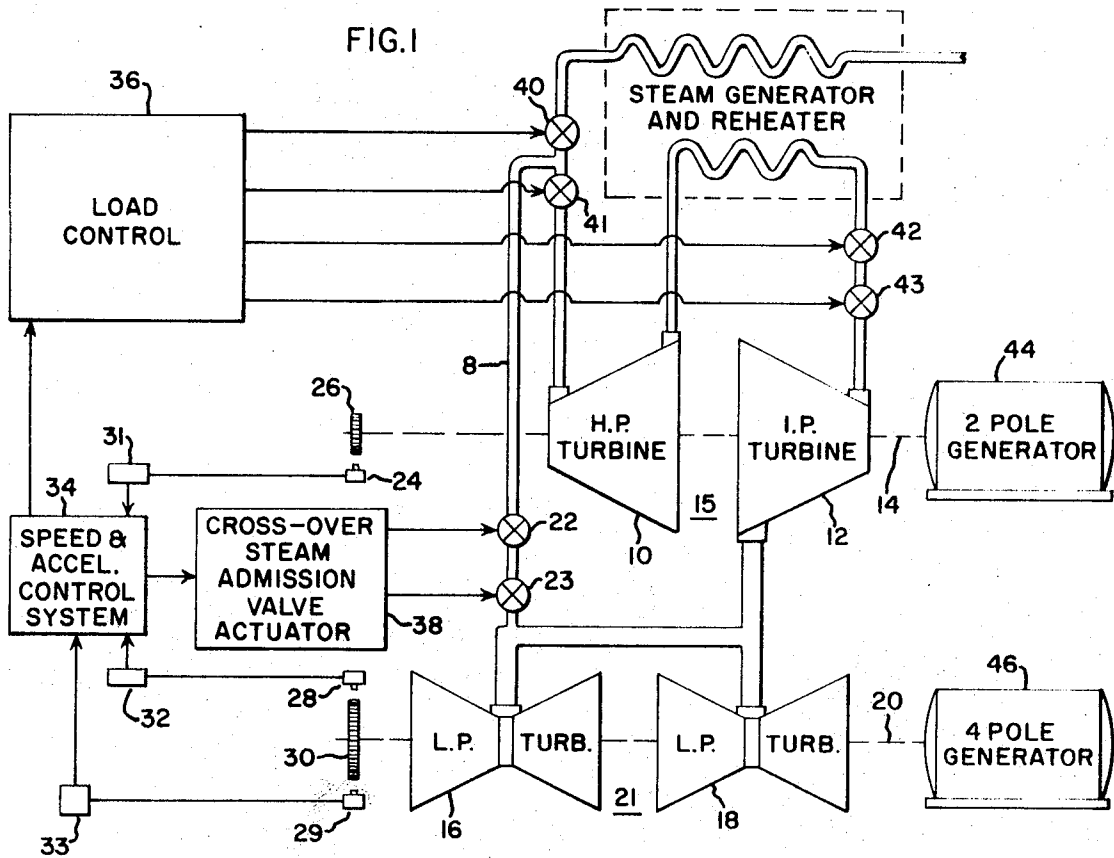 FIG.1
36
40
STEAM GENERATOR
AND REHEATER
LOAD
CONTROL
41
42
43
8
26
44
H.P.
TURBINE
I.P.
TURBINE
2 POLE
GENERATOR
31
24
14
34
15
10
12
SPEED &
ACCEL.
CONTROL
SYSTEM
CROSS-OVER
STEAM
ADMISSION
VALVE
ACTUATOR
22
23
38
28
46
32
20
30
L.P.
TURB.
L.P.
TURB.
4 POLE
GENERATOR
33
29
16
21
18